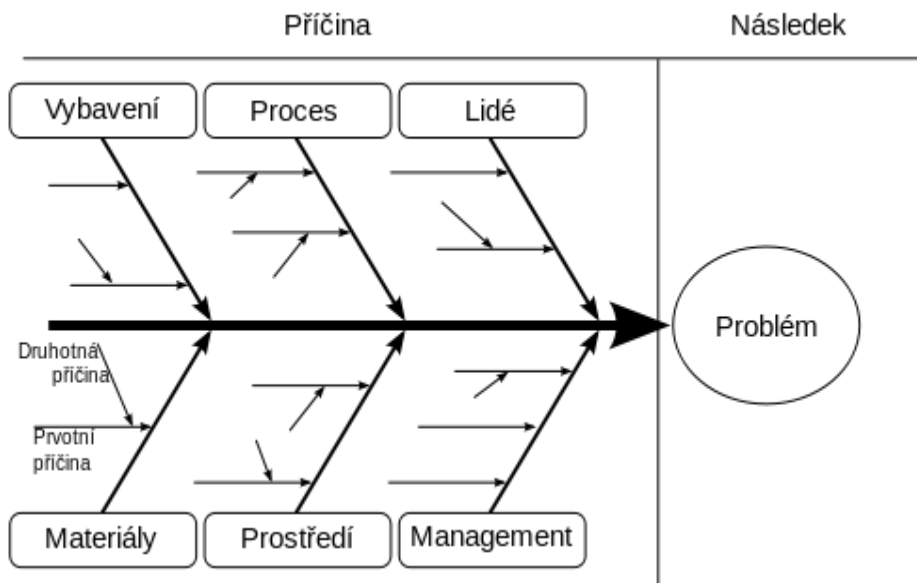 Příčina
Následek
Vybavení
Proces
Lidé
Problém
Druhotná
příčina
Prvotní
příčina
Materiály
Prostředí
Management